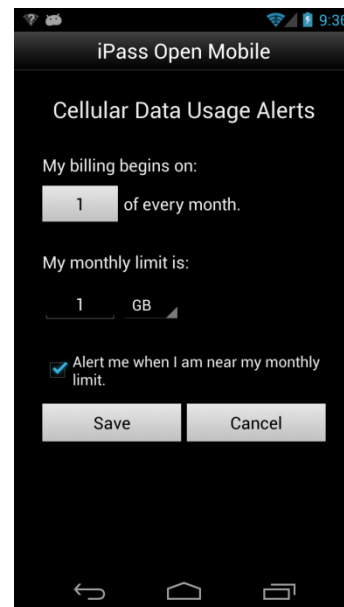 9:36
iPass Open Mobile
Cellular Data Usage Alerts
My billing begins on:
1 of every month.
My monthly limit is:
1 GB
Alert me when I am near my monthly
limit.
Save Cancel